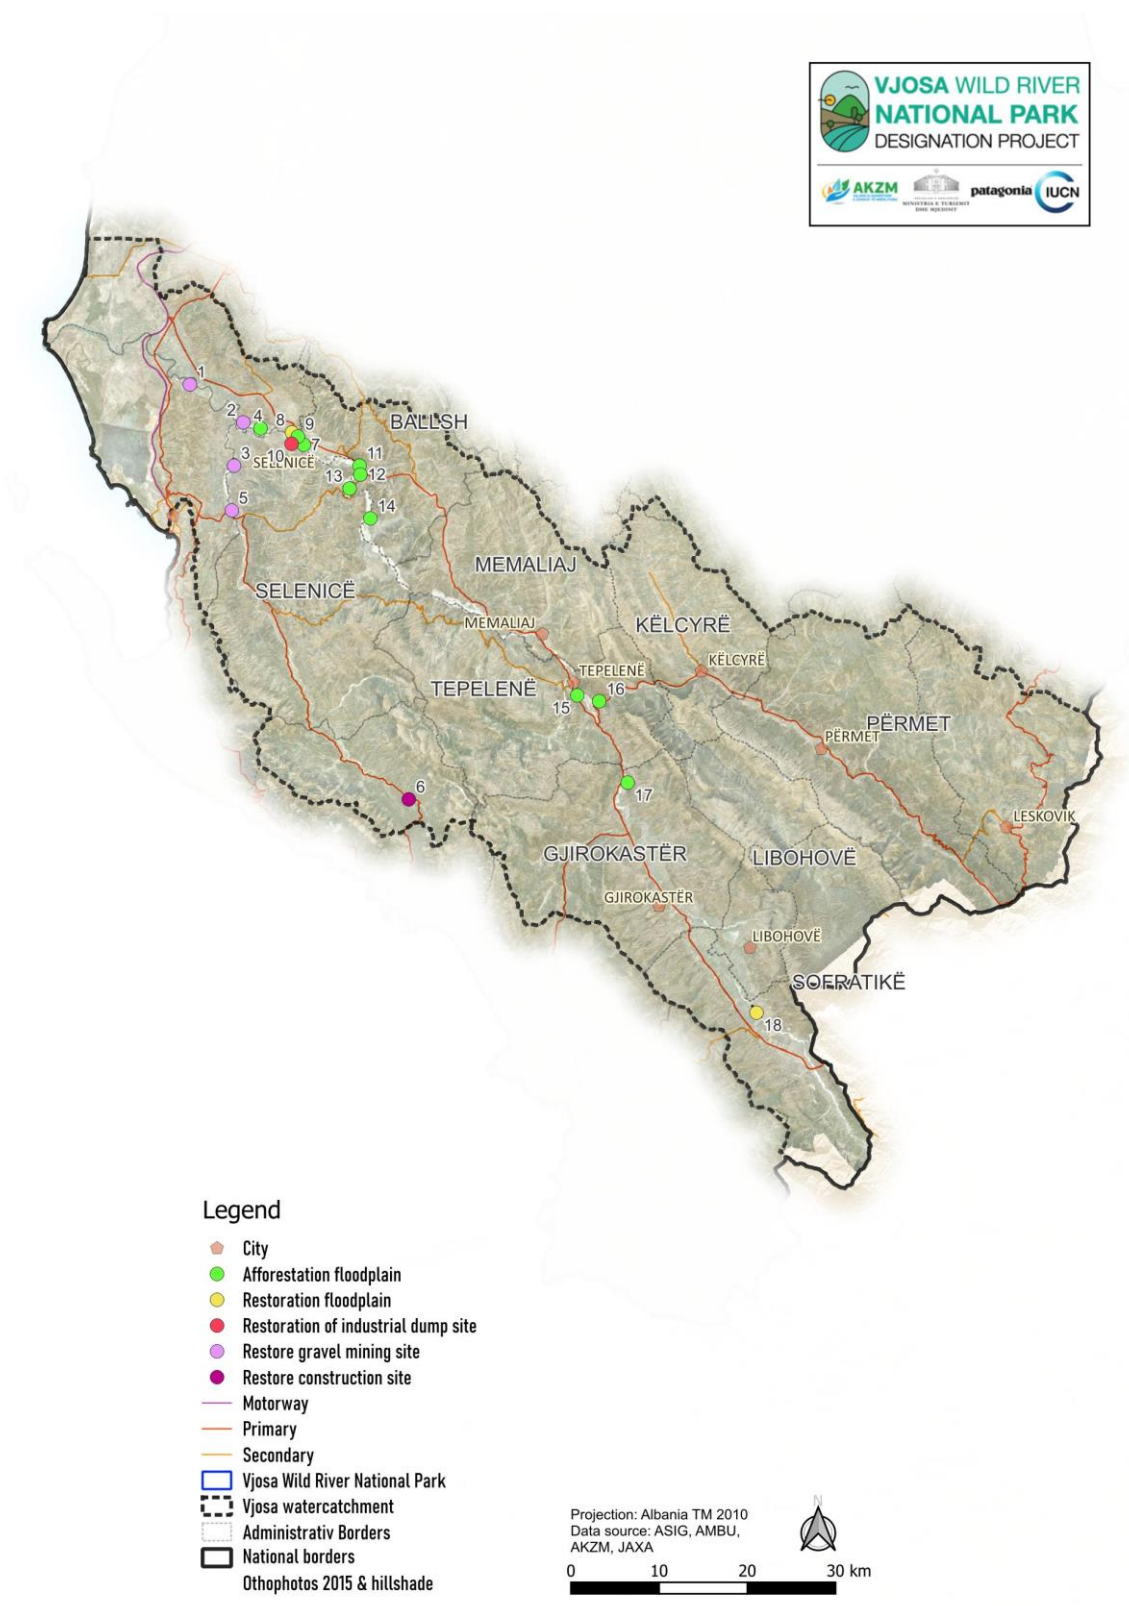 VJOSA WILD RIVER
NATIONAL PARK
DESIGNATION PROJECT
AKZM
MINISTRIA E TURIZMIT
DHE MJEDISIT
patagonia
IUCN
1
2
4
8
9
BALLSH
3
10
7
SELENICË
11
12
13
5
14
MEMALIAJ
SELENICË
MEMALIAJ
KËLCYRË
TEPELENË
KËLCYRË
TEPELENË
16
15
PËRMET
PËRMET
6
17
LESKOVIK
GJIROKASTËR
LIBOHOVË
GJIROKASTËR
LIBOHOVË
SOFRATIKË
18
Legend
City
Afforestation floodplain
Restoration floodplain
Restoration of industrial dump site
Restore gravel mining site
Restore construction site
Motorway
Primary
Secondary
Vjosa Wild River National Park
Vjosa watercatchment
Administrativ Borders
National borders
Othophotos 2015 & hillshade
Projection: Albania TM 2010
Data source: ASIG, AMBU,
AKZM, JAXA
N
0 10 20 30 km